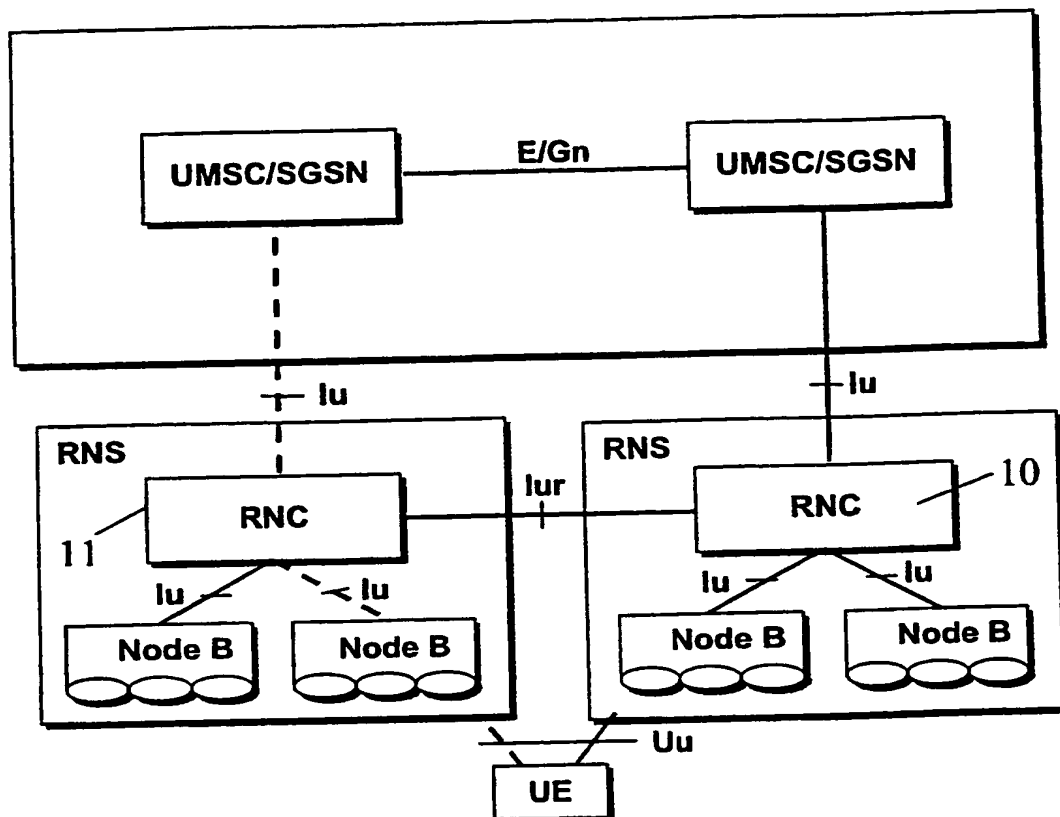 UMSC/SGSN
E/Gn
UMSC/SGSN
Iu
Iu
RNS
RNC
11
Iur
RNS
RNC
10
Iu
Iu
Iu
Iu
Node B
Node B
Node B
Node B
Uu
UE